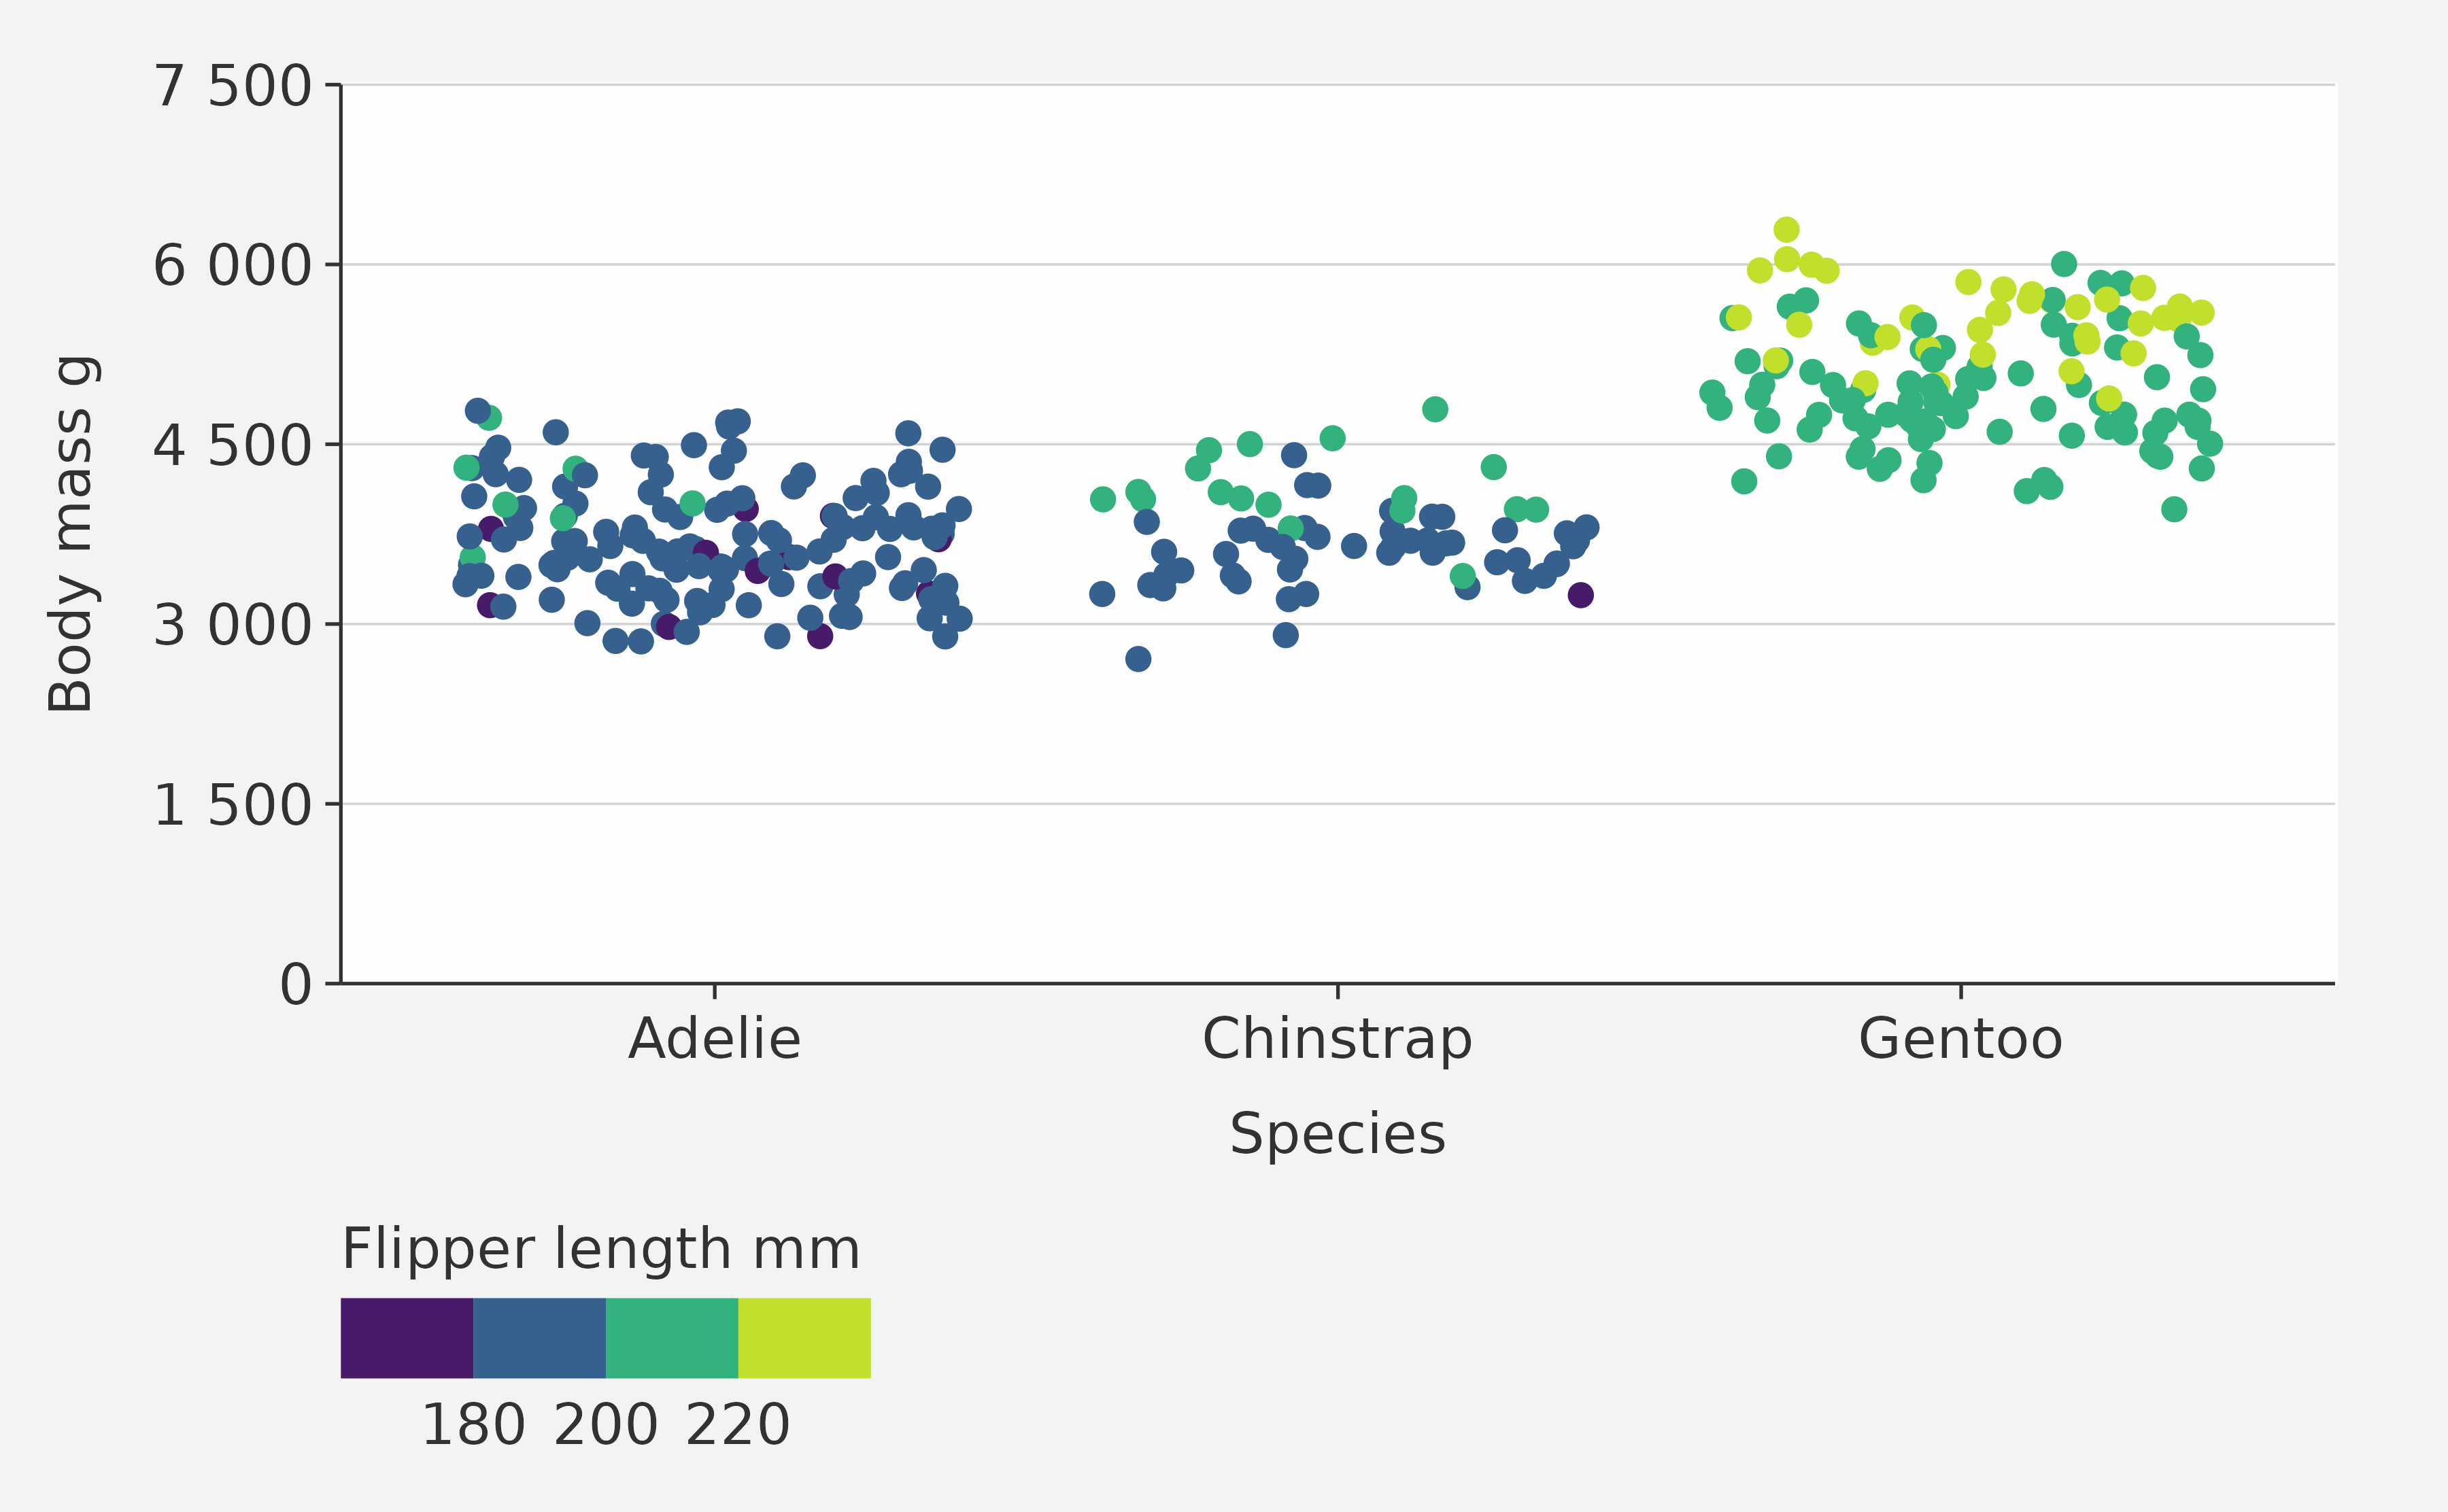 7 500
6 000
4 500
3 000
1 500
0
Body mass g
Adelie
Chinstrap
Gentoo
Species
Flipper length mm
180
200
220